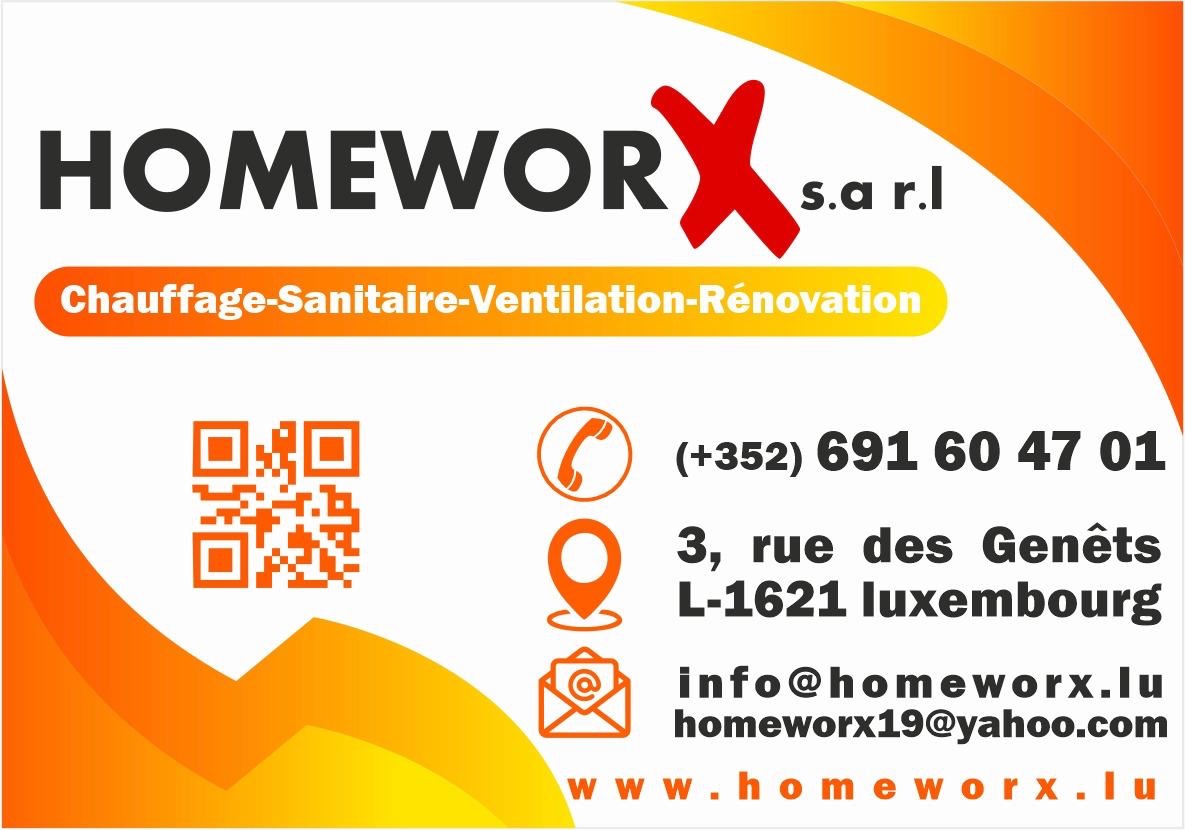 HOMEWORX s.a r.l
Chauffage-Sanitaire-Ventilation-Rénovation
(+352) 691 60 47 01
3, rue des Genêts
L-1621 luxembourg
info@homeworx.lu
homeworx19@yahoo.com
www.homeworx.lu